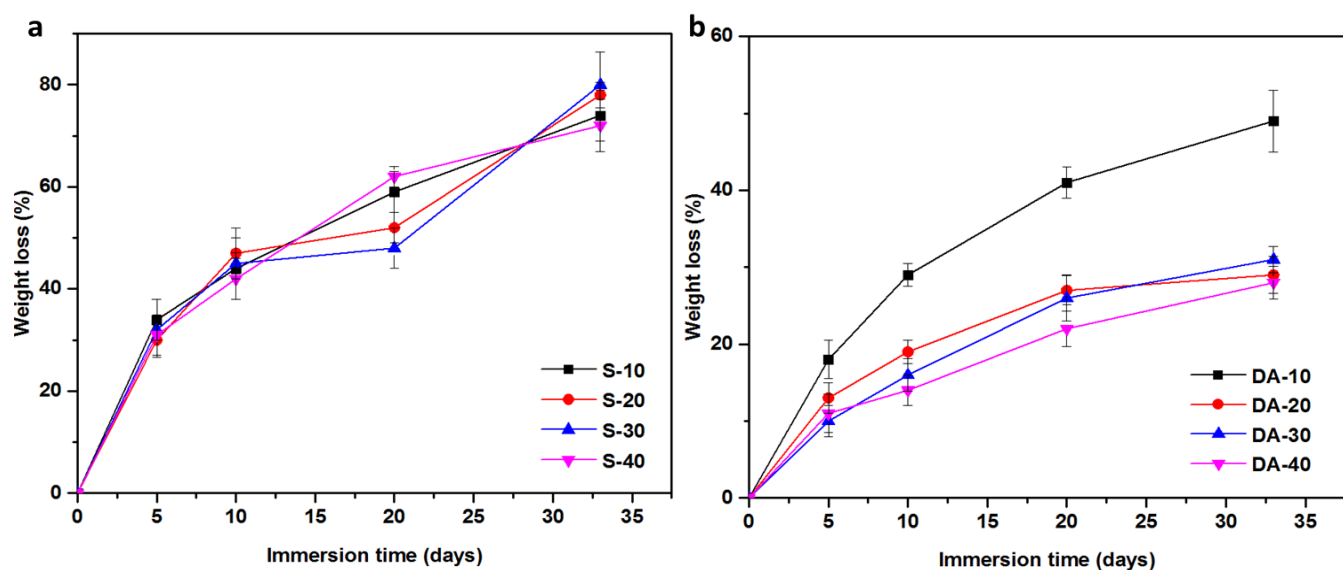 a
Weight loss (%)
80
60
40
20
0
0 5 10 15 20 25 30 35
Immersion time (days)
S-10
S-20
S-30
S-40
b
Weight loss (%)
60
40
20
0
0 5 10 15 20 25 30 35
Immersion time (days)
DA-10
DA-20
DA-30
DA-40